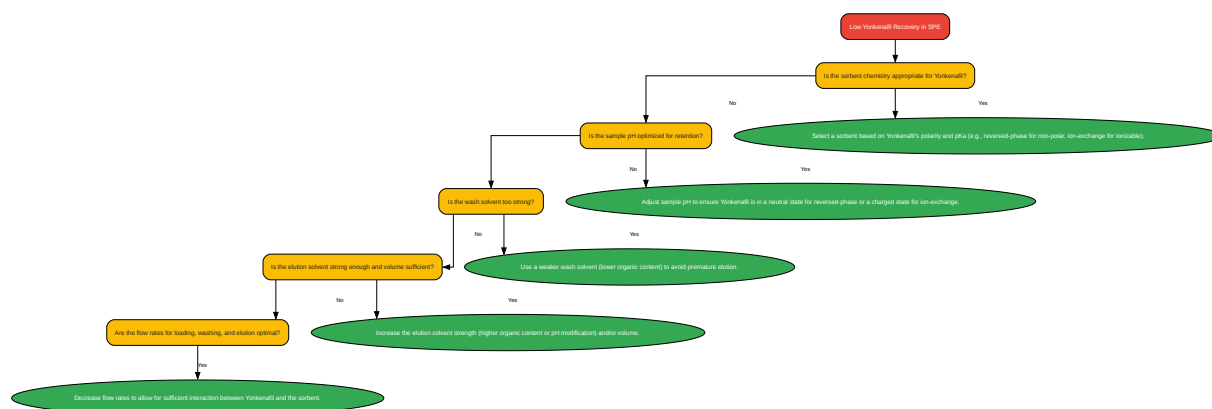 Low Yonkenafil Recovery in SPE
Is the sorbent chemistry appropriate for Yonkenafil?
No
Yes
Is the sample pH optimized for retention?
Select a sorbent based on Yonkenafil's polarity and pKa (e.g., reversed-phase for non-polar, ion-exchange for ionizable).
No
Yes
Is the wash solvent too strong?
Adjust sample pH to ensure Yonkenafil is in a neutral state for reversed-phase or a charged state for ion-exchange.
No
Yes
Is the elution solvent strong enough and volume sufficient?
Use a weaker wash solvent (lower organic content) to avoid premature elution.
No
Yes
Are the flow rates for loading, washing, and elution optimal?
Increase the elution solvent strength (higher organic content or pH modification) and/or volume.
Yes
Decrease flow rates to allow for sufficient interaction between Yonkenafil and the sorbent.